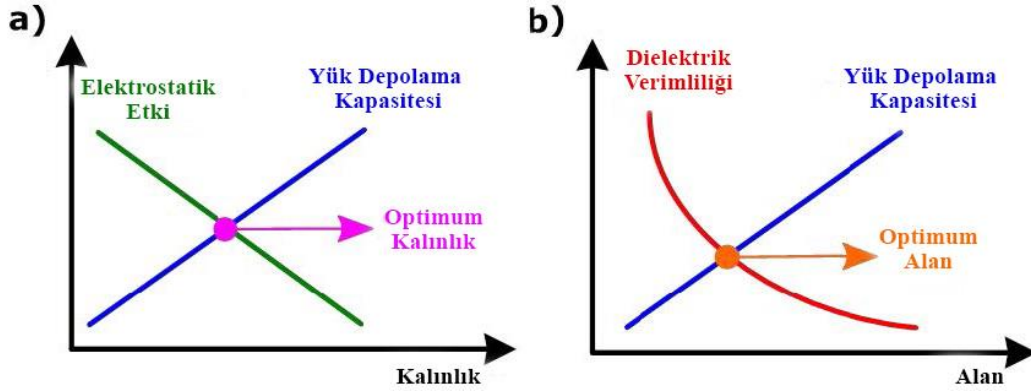 a)
Elektrostatik
Etki
Yük Depolama
Kapasitesi
Optimum
Kalınlık
Kalınlık
b)
Dielektrik
Verimliliği
Yük Depolama
Kapasitesi
Optimum
Alan
Alan